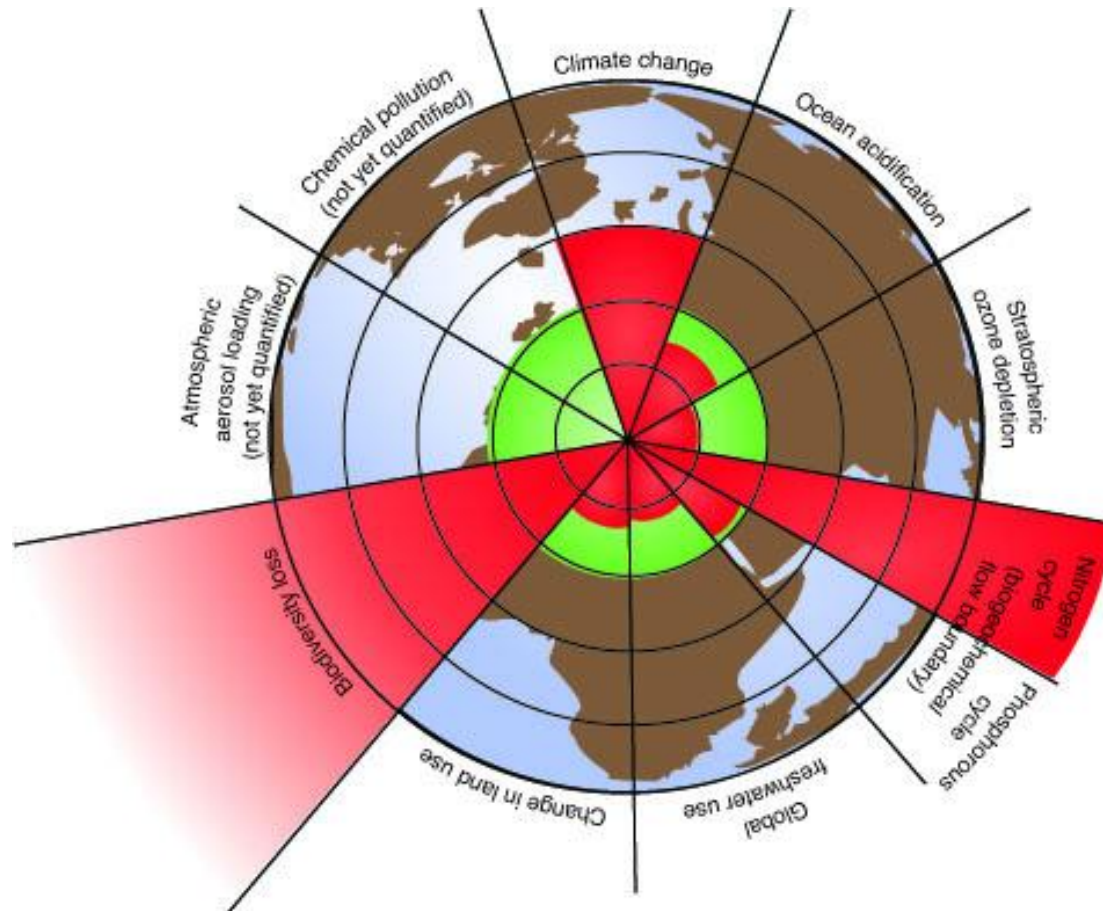 Climate change
Ocean acidification
Stratospheric
ozone depletion
Nitrogen
cycle
(biogeochemical
flow boundary)
Phosphorous
cycle
Global
freshwater use
Change in land use
Biodiversity loss
Atmospheric
aerosol loading
(not yet quantified)
Chemical pollution
(not yet quantified)